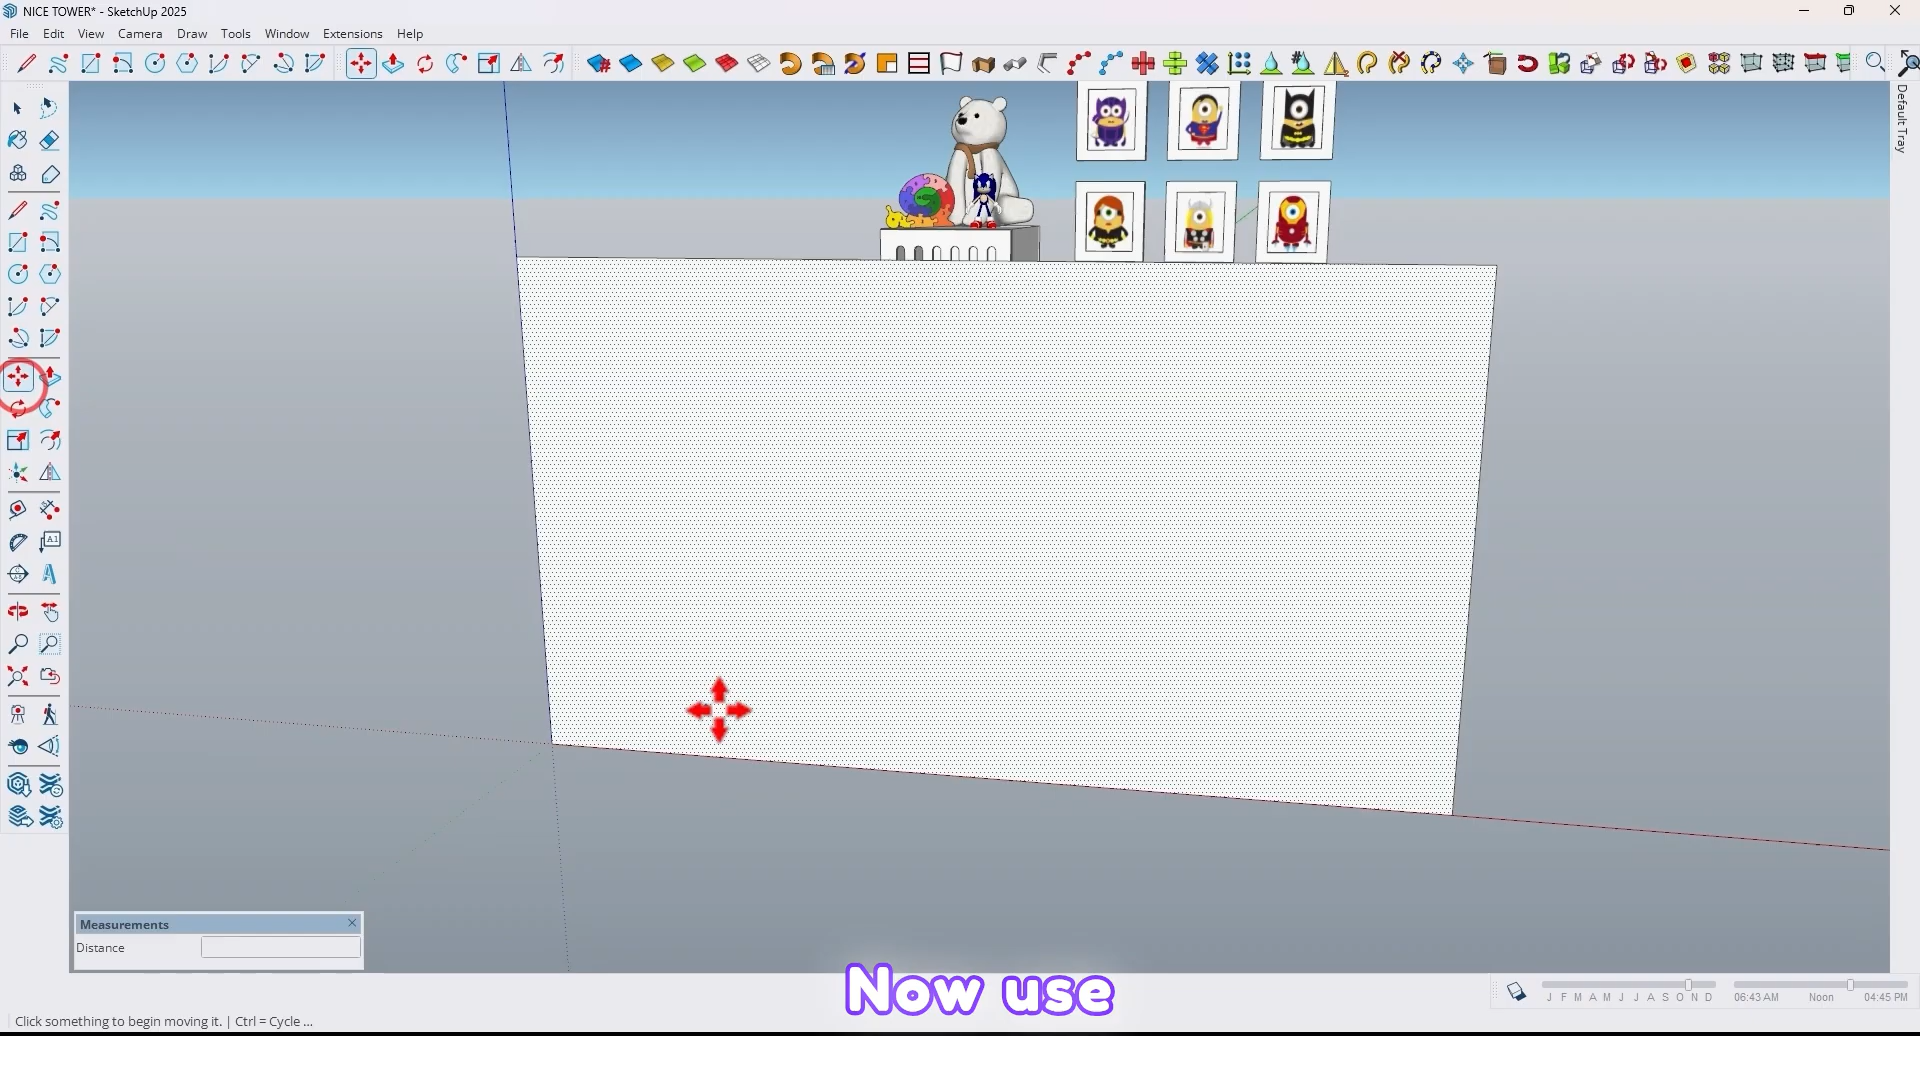 NICE TOWER* - SketchUp 2025
File Edit View Camera Draw Tools Window Extensions Help
Default Tray
Measurements
Distance
Now use
J F M A M J J A S O N D
06:43 AM Noon 04:45 PM
Click something to begin moving it. | Ctrl = Cycle ...